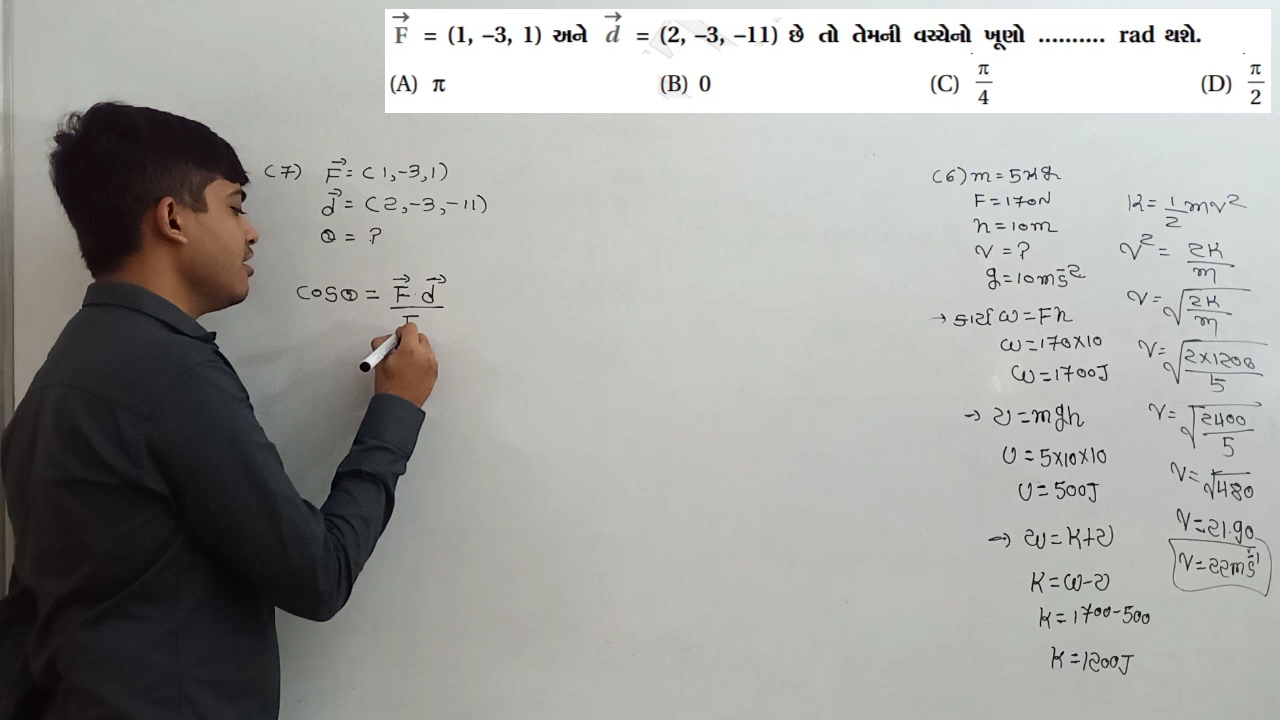 F⃗ = (1, –3, 1) અને d⃗ = (2, –3, –11) છે તો તેમની વચ્ચેનો ખૂણો .......... rad થશે.
(A) π (B) 0 (C) π/4 (D) π/2
(7) F⃗ = (1,-3,1)
d⃗ = (2,-3,-11)
θ = ?
cosθ = F⃗·d⃗
F
(6) m = 5kg
F = 170N
h = 10m
v = ?
g = 10ms⁻²
→ કાર્ય W = Fh
W = 170×10
W = 1700J
→ U = mgh
U = 5×10×10
U = 500J
→ W = K+U
K = W-U
K = 1700-500
K = 1200J
K = 1/2 mv²
v² = 2K/m
v = √(2K/m)
v = √(2×1200/5)
v = √(2400/5)
v = √480
v = 21.90
v = 22ms⁻¹